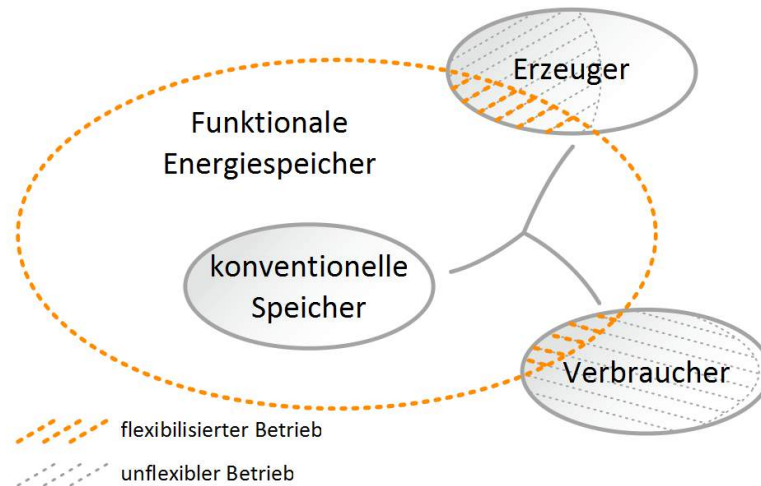 Erzeuger
Funktionale
Energiespeicher
konventionelle
Speicher
Verbraucher
flexibilisierter Betrieb
unflexibler Betrieb